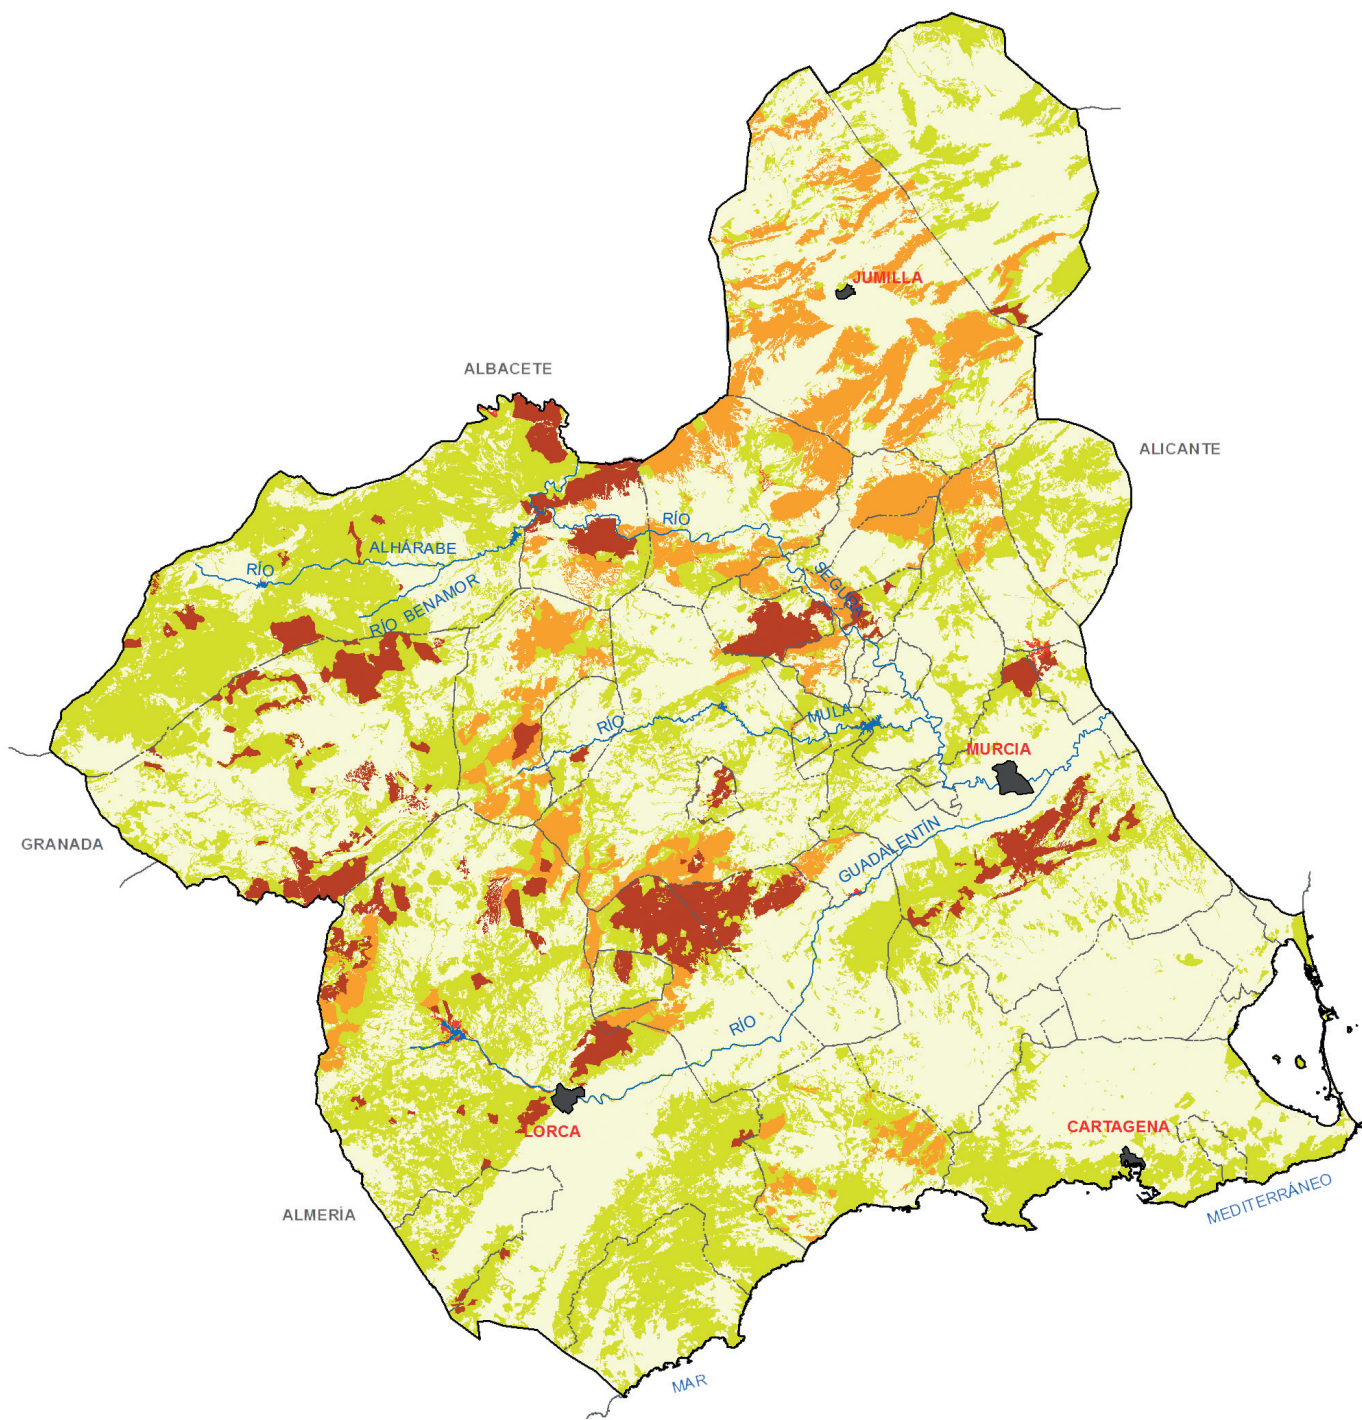 JUMILLA
ALBACETE
ALICANTE
RÍO
SEGURA
ALHÁRABE
RÍO
RÍO BENAMOR
RÍO
MULA
MURCIA
GRANADA
GUADALENTÍN
RÍO
LORCA
CARTAGENA
ALMERÌA
MEDITERRÁNEO
MAR